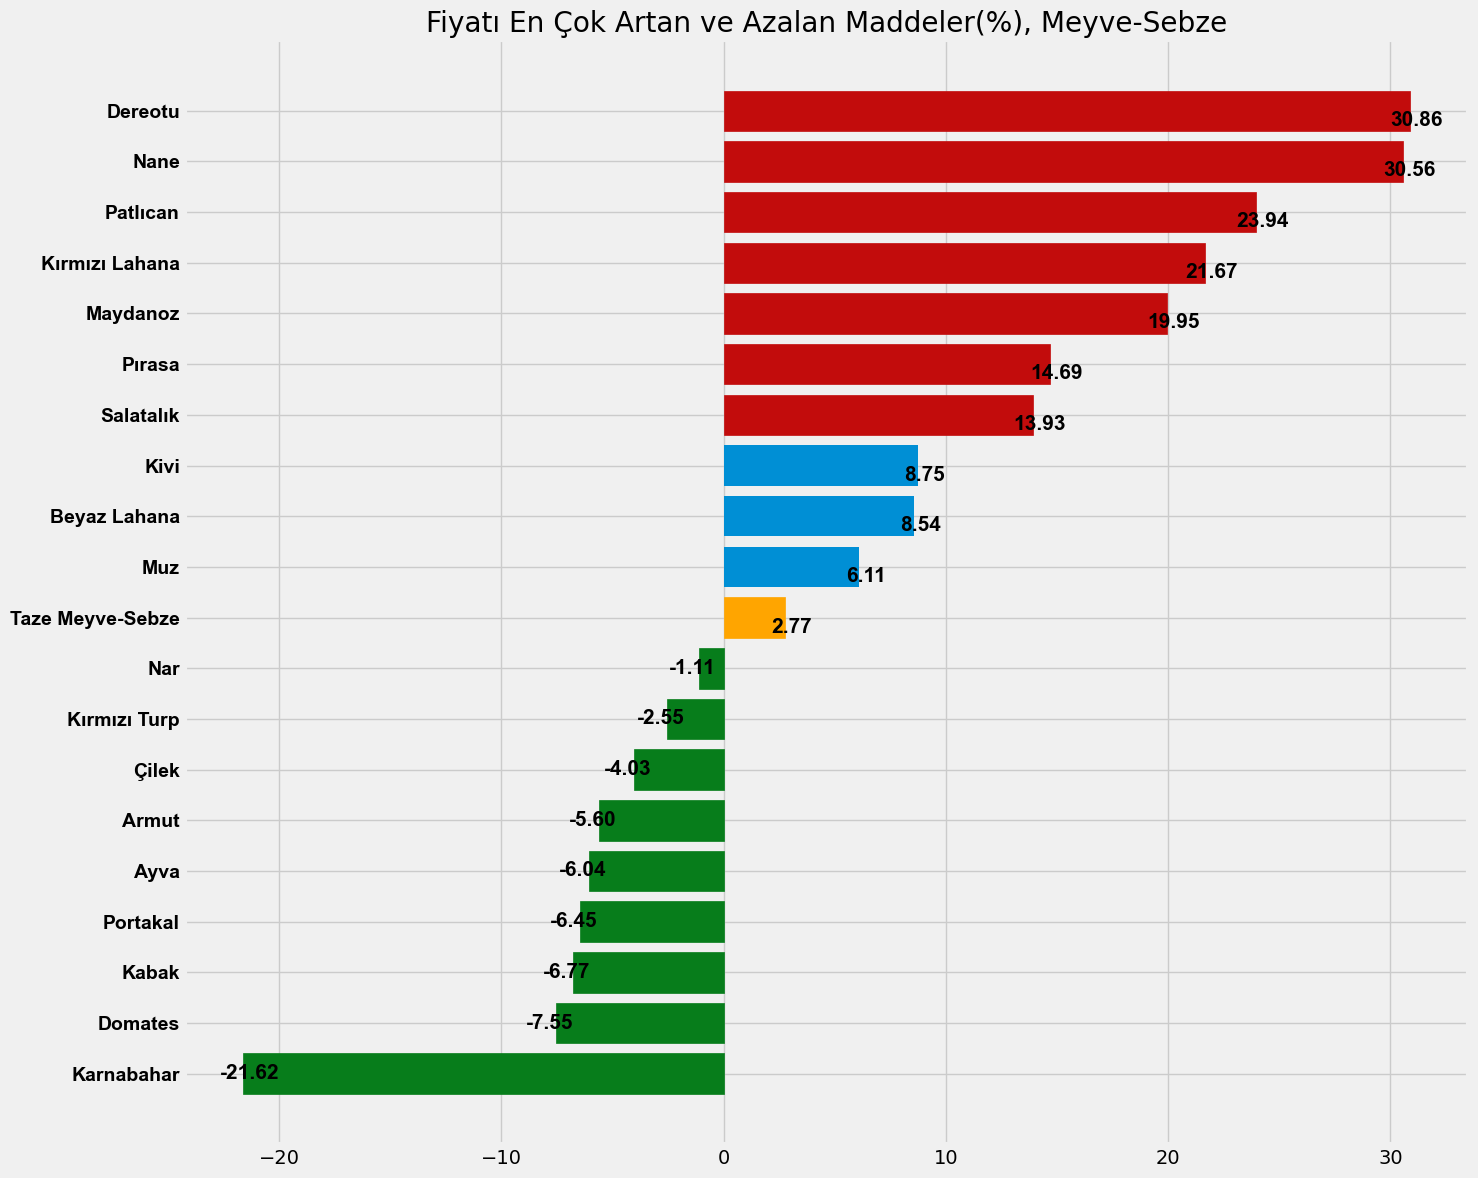 Fiyatı En Çok Artan ve Azalan Maddeler(%), Meyve-Sebze
Dereotu 30.86
Nane 30.56
Patlıcan 23.94
Kırmızı Lahana 21.67
Maydanoz 19.95
Pırasa 14.69
Salatalık 13.93
Kivi 8.75
Beyaz Lahana 8.54
Muz 6.11
Taze Meyve-Sebze 2.77
Nar -1.11
Kırmızı Turp -2.55
Çilek -4.03
Armut -5.60
Ayva -6.04
Portakal -6.45
Kabak -6.77
Domates -7.55
Karnabahar -21.62
−20 −10 0 10 20 30